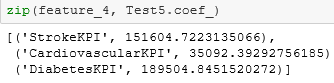 zip(feature_4, Test5.coef_)
[('StrokeKPI', 151604.7223135066),
('CardiovascularKPI', 35092.39292756185)
('DiabetesKPI', 189504.8451520272)]